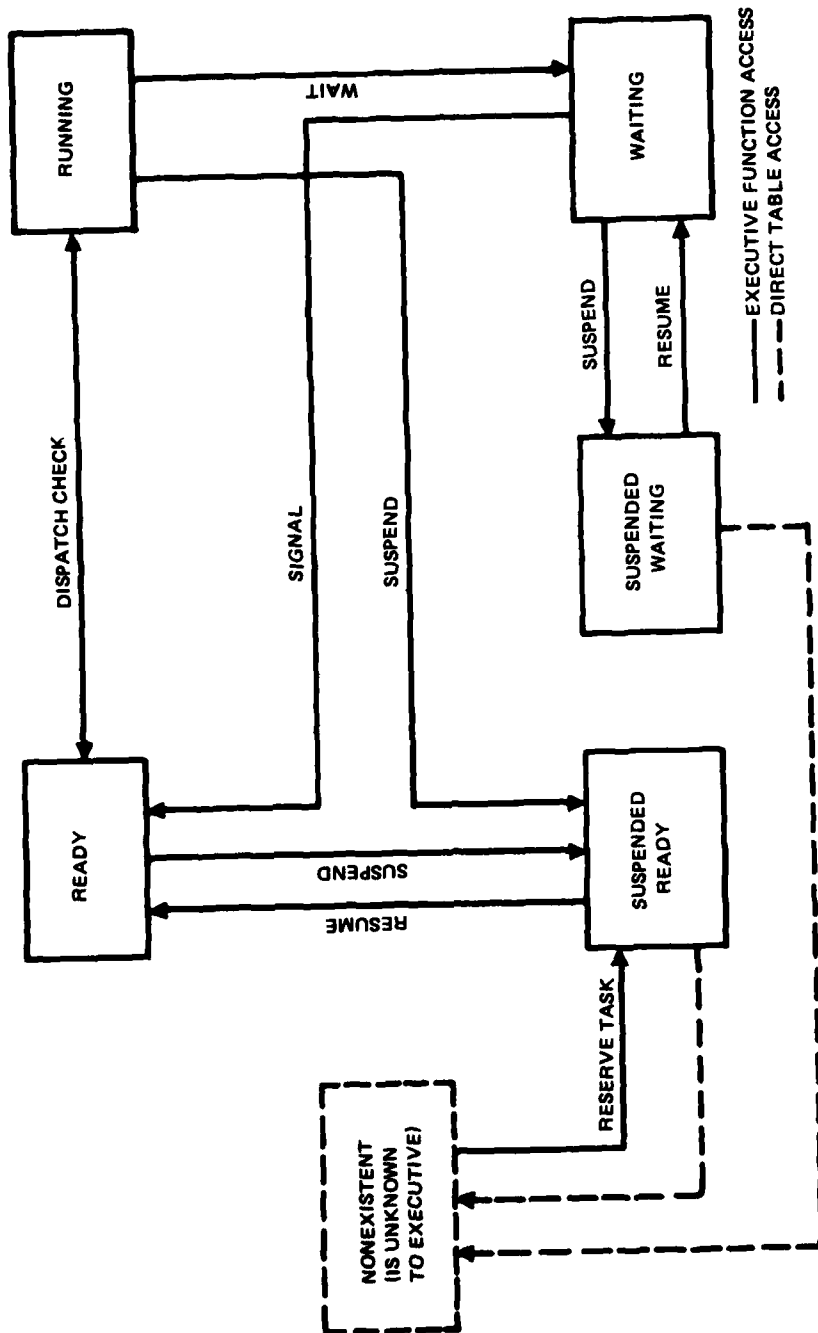 READY
DISPATCH CHECK
RUNNING
SIGNAL
SUSPEND
WAIT
RESUME
SUSPEND
NONEXISTENT
(IS UNKNOWN
TO EXECUTIVE)
RESERVE TASK
SUSPENDED
READY
SUSPENDED
WAITING
SUSPEND
RESUME
WAITING
EXECUTIVE FUNCTION ACCESS
DIRECT TABLE ACCESS